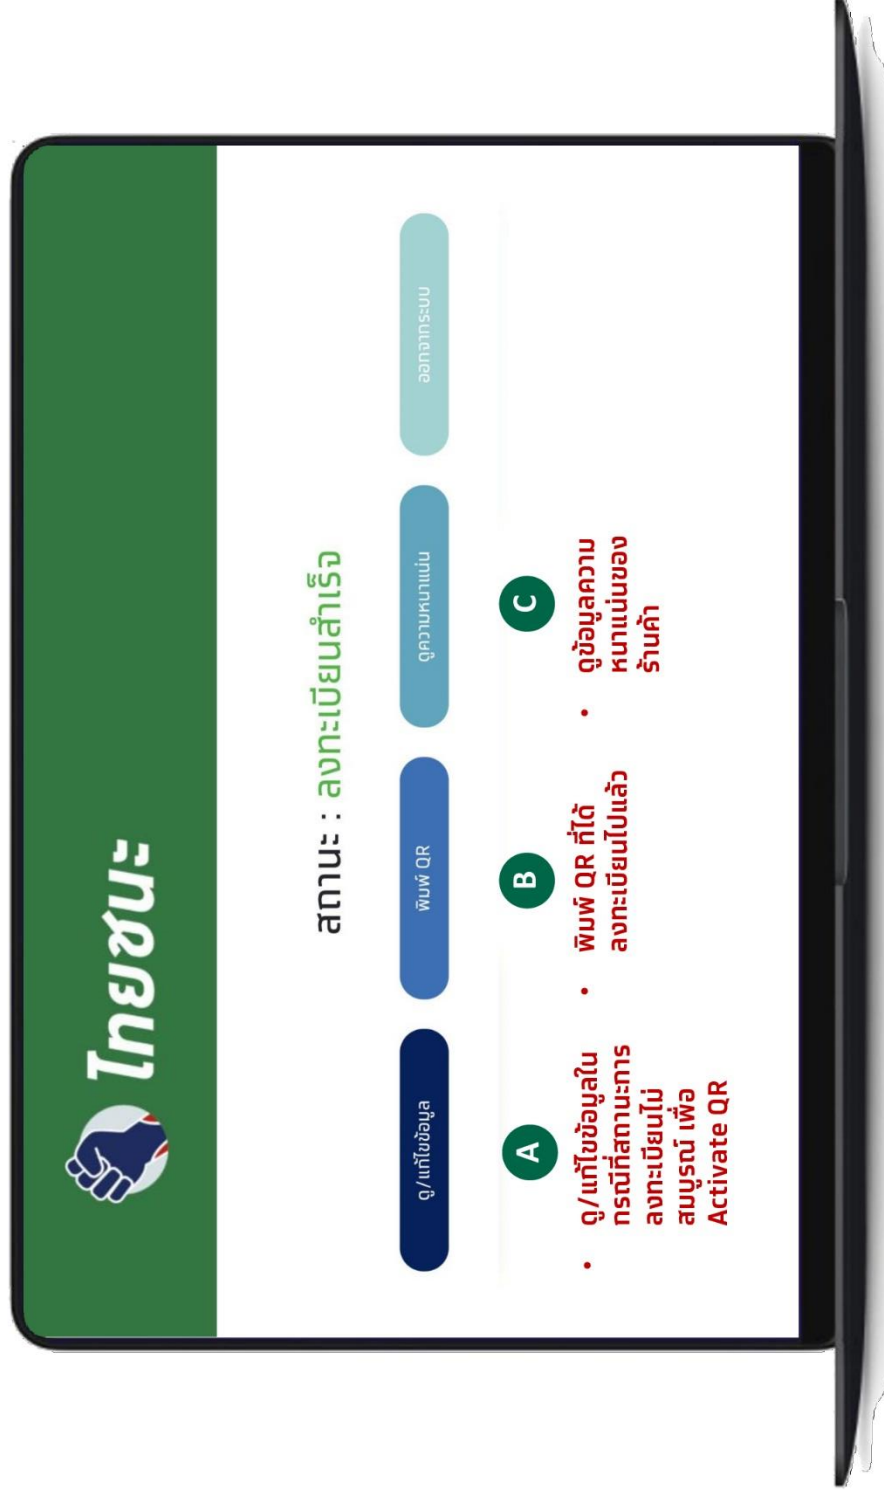 ไทยชนะ
สถานะ : ลงทะเบียนสำเร็จ
ดู/แก้ไขข้อมูล
พิมพ์ QR
ดูความหนาแน่น
ออกจากระบบ
A
• ดู/แก้ไขข้อมูลใน
กรณีที่สถานะการ
ลงทะเบียนไม่
สมบูรณ์ เพื่อ
Activate QR
B
• พิมพ์ QR ที่ได้
ลงทะเบียนไปแล้ว
C
• ดูข้อมูลความ
หนาแน่นของ
ร้านค้า